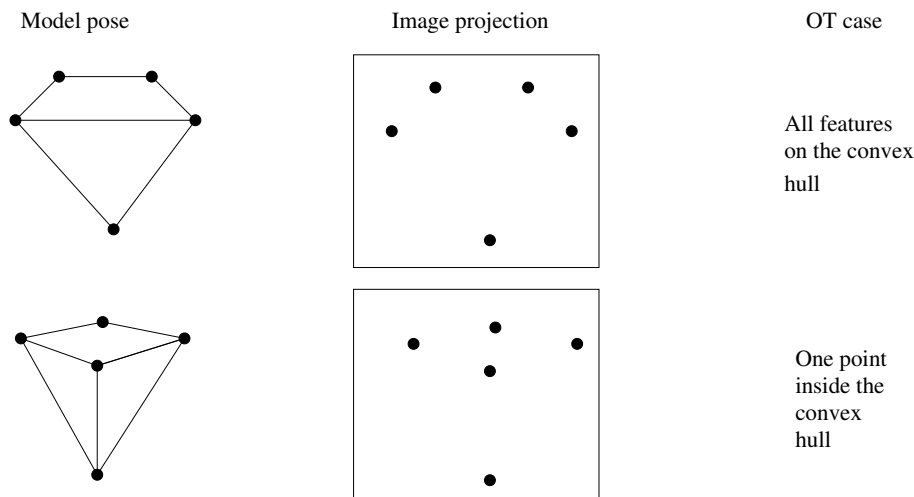 Model pose
Image projection
OT case
All features
on the convex
hull
One point
inside the
convex
hull